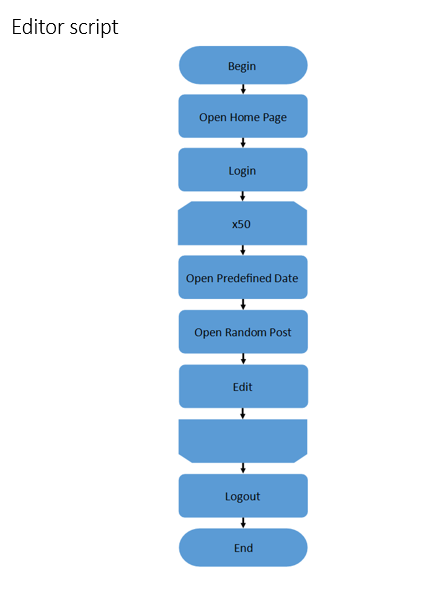 Editor script
Begin
Open Home Page
Login
x50
Open Predefined Date
Open Random Post
Edit
Logout
End